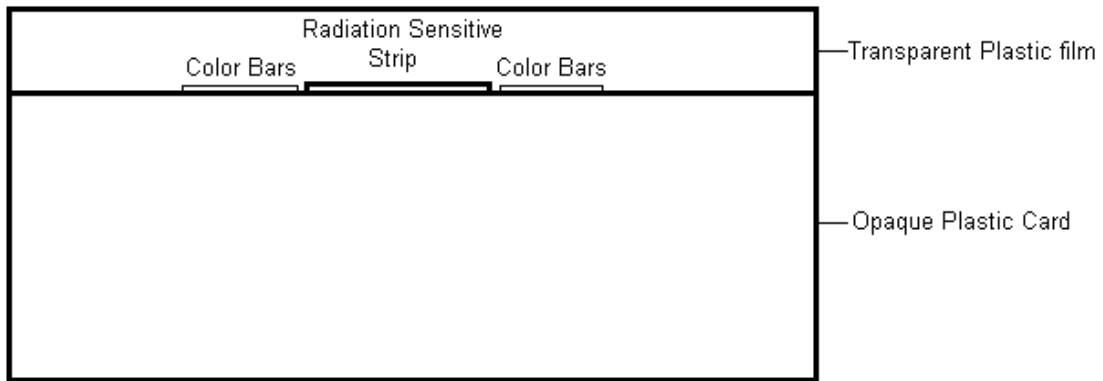 Radiation Sensitive
Strip
Color Bars
Color Bars
Transparent Plastic film
Opaque Plastic Card